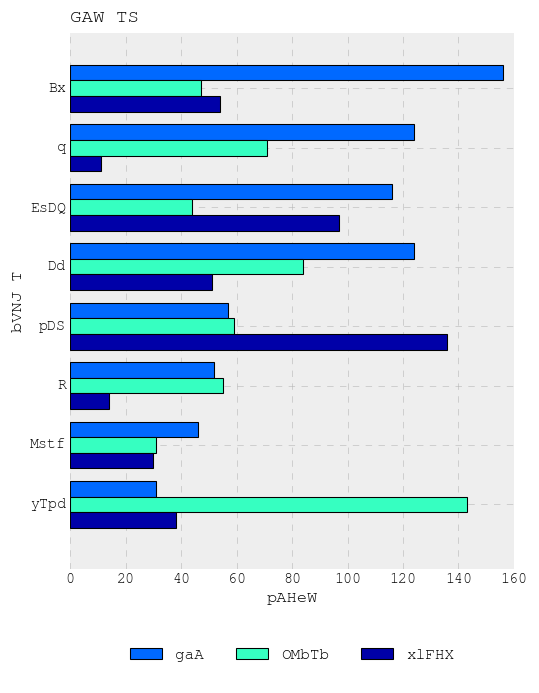 GAW TS
bVNJ T
Bx
q
EsDQ
Dd
pDS
R
Mstf
yTpd
0 20 40 60 80 100 120 140 160
pAHeW
gaA OMbTb xlFHX